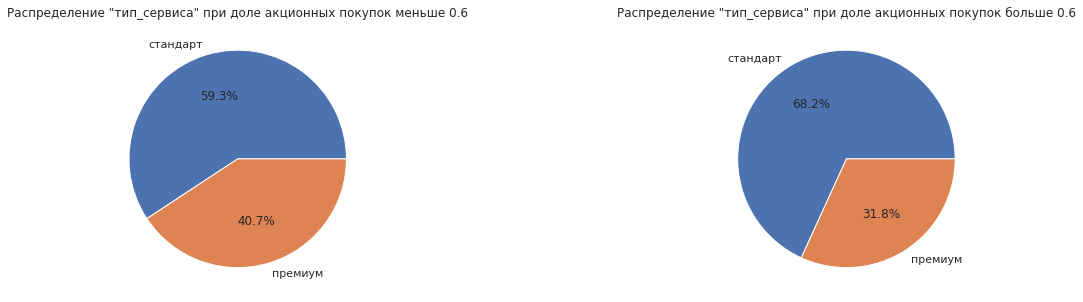 Распределение "тип_сервиса" при доле акционных покупок меньше 0.6
стандарт
59.3%
40.7%
премиум
Распределение "тип_сервиса" при доле акционных покупок больше 0.6
стандарт
68.2%
31.8%
премиум